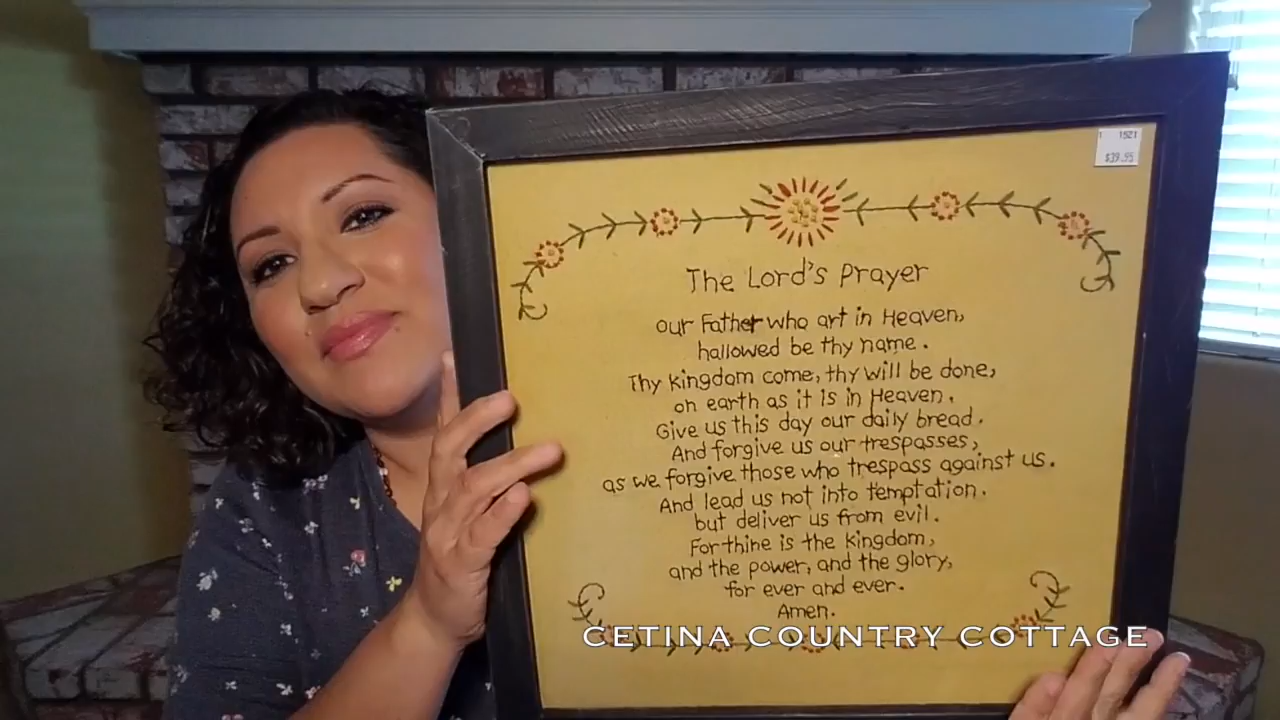 1 1521
$39.95
The Lord's Prayer
our Father who art in Heaven,
hallowed be thy name.
Thy kingdom come, thy will be done,
on earth as it is in Heaven.
Give us this day our daily bread.
And forgive us our trespasses,
as we forgive those who trespass against us.
And lead us not into temptation.
but deliver us from evil.
For thine is the kingdom,
and the power, and the glory,
for ever and ever.
Amen.
CETINA COUNTRY COTTAGE